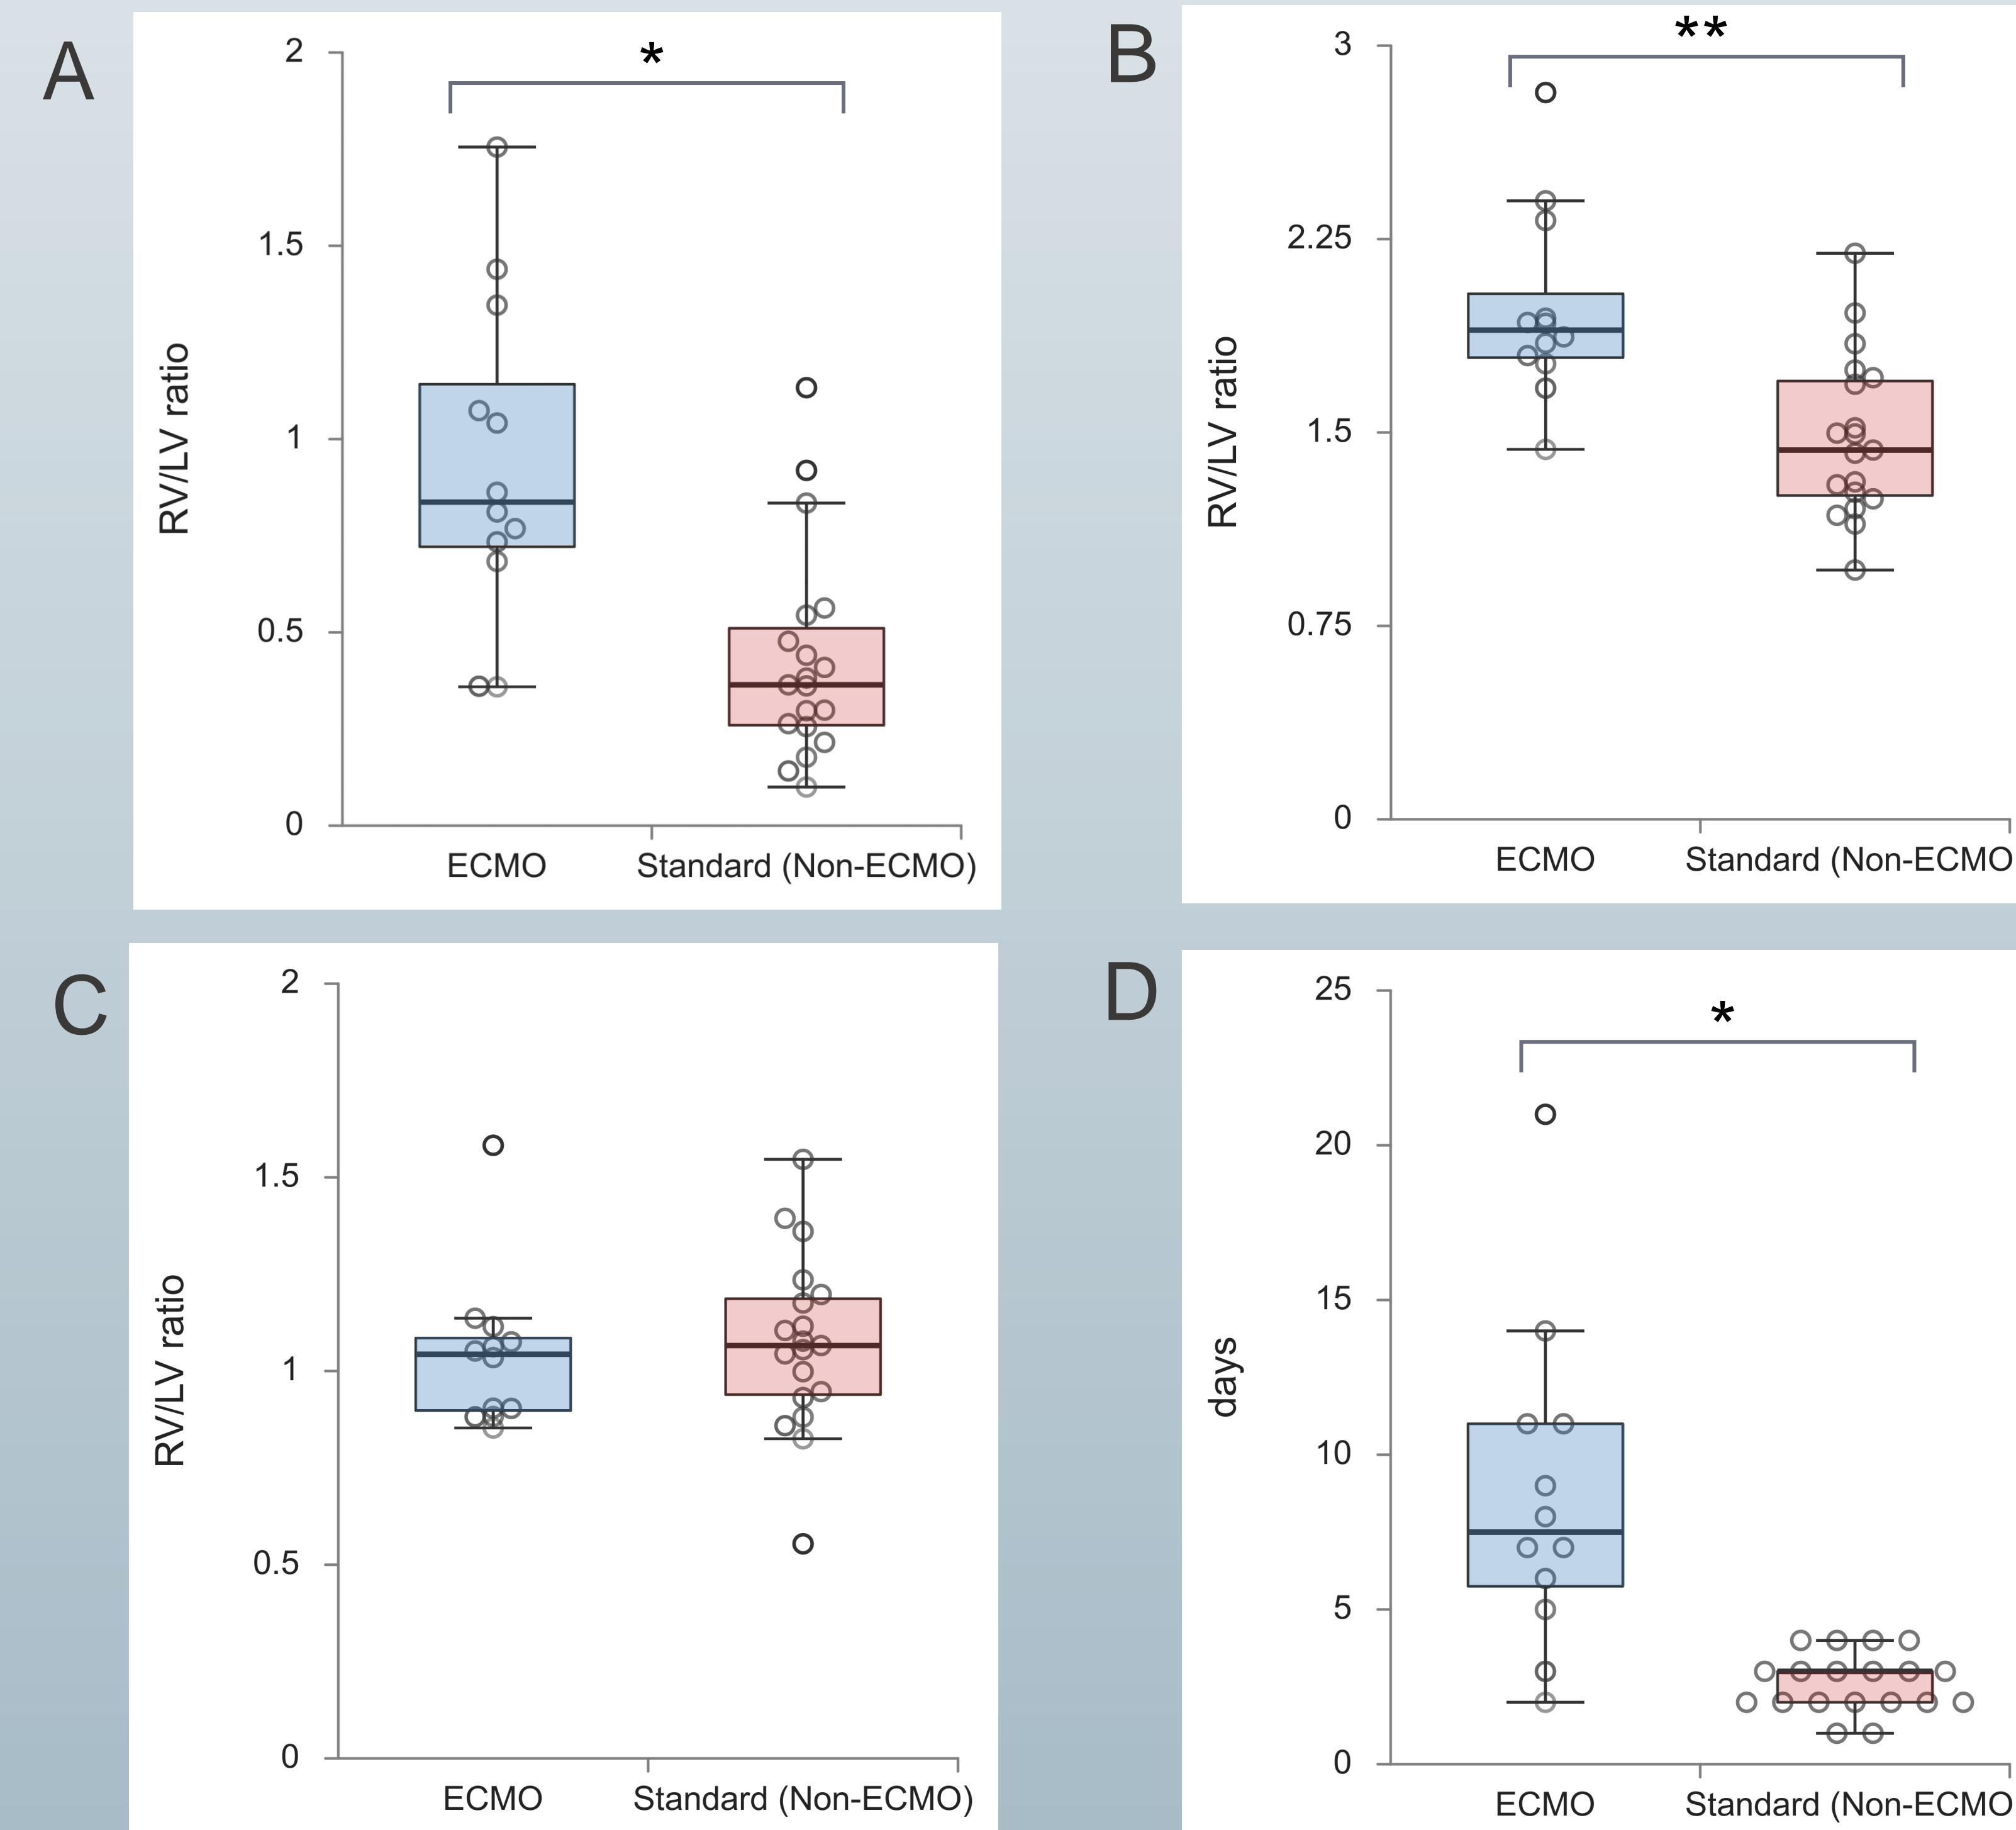 A
*
2
1.5
1
0.5
0
RV/LV ratio
ECMO
Standard (Non-ECMO)
B
**
3
2.25
1.5
0.75
0
RV/LV ratio
ECMO
Standard (Non-ECMO
C
2
1.5
1
0.5
0
RV/LV ratio
ECMO
Standard (Non-ECMO)
D
*
25
20
15
10
5
0
days
ECMO
Standard (Non-ECMO